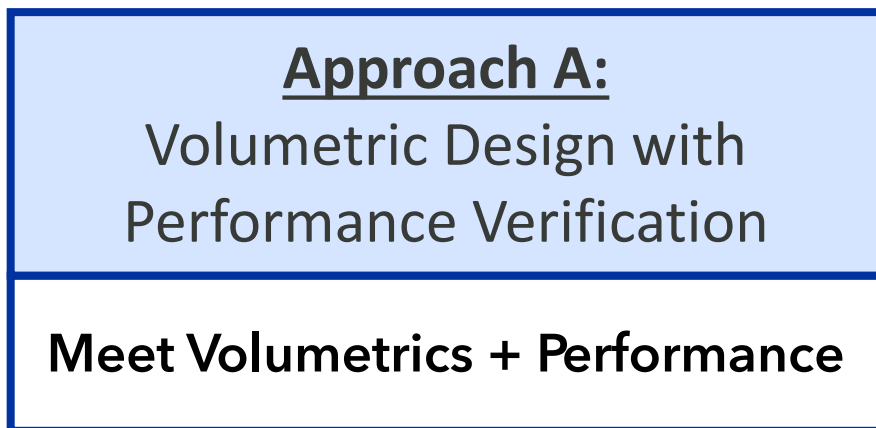 Approach A:
Volumetric Design with
Performance Verification
Meet Volumetrics + Performance